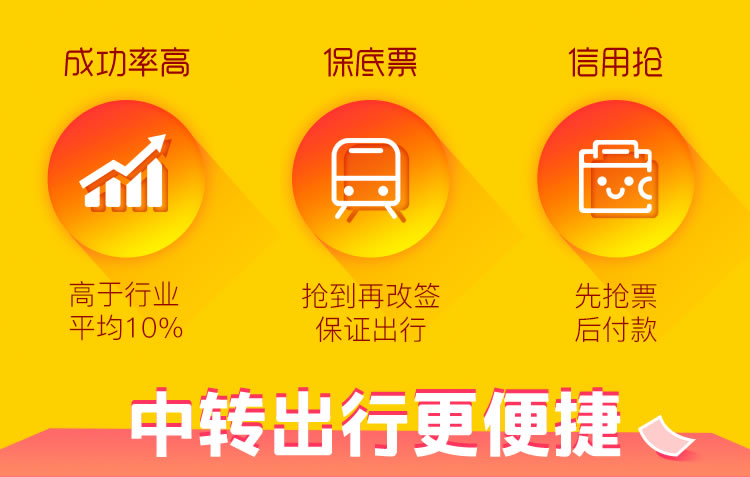 成功率高
保底票
信用抢
高于行业
平均10%
抢到再改签
保证出行
先抢票
后付款
中转出行更便捷